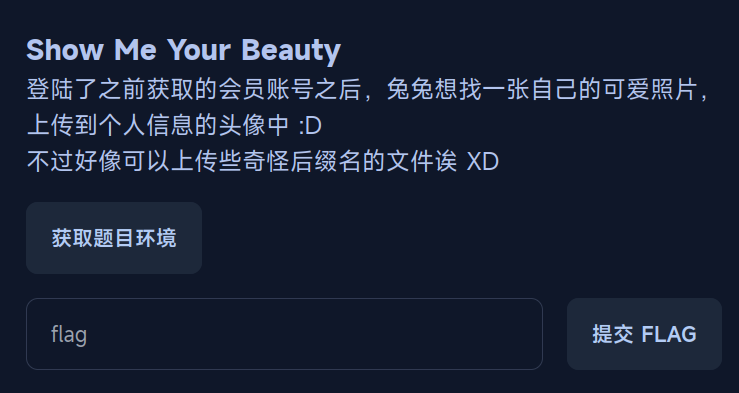 Show Me Your Beauty
登陆了之前获取的会员账号之后，兔兔想找一张自己的可爱照片，
上传到个人信息的头像中 :D
不过好像可以上传些奇怪后缀名的文件诶 XD
获取题目环境
flag
提交 FLAG